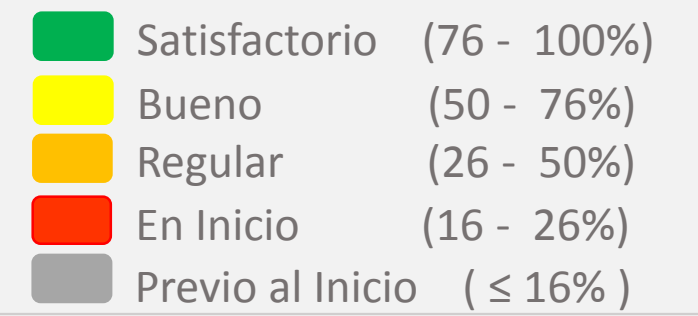 Satisfactorio (76 - 100%)
Bueno (50 - 76%)
Regular (26 - 50%)
En Inicio (16 - 26%)
Previo al Inicio ( ≤ 16% )